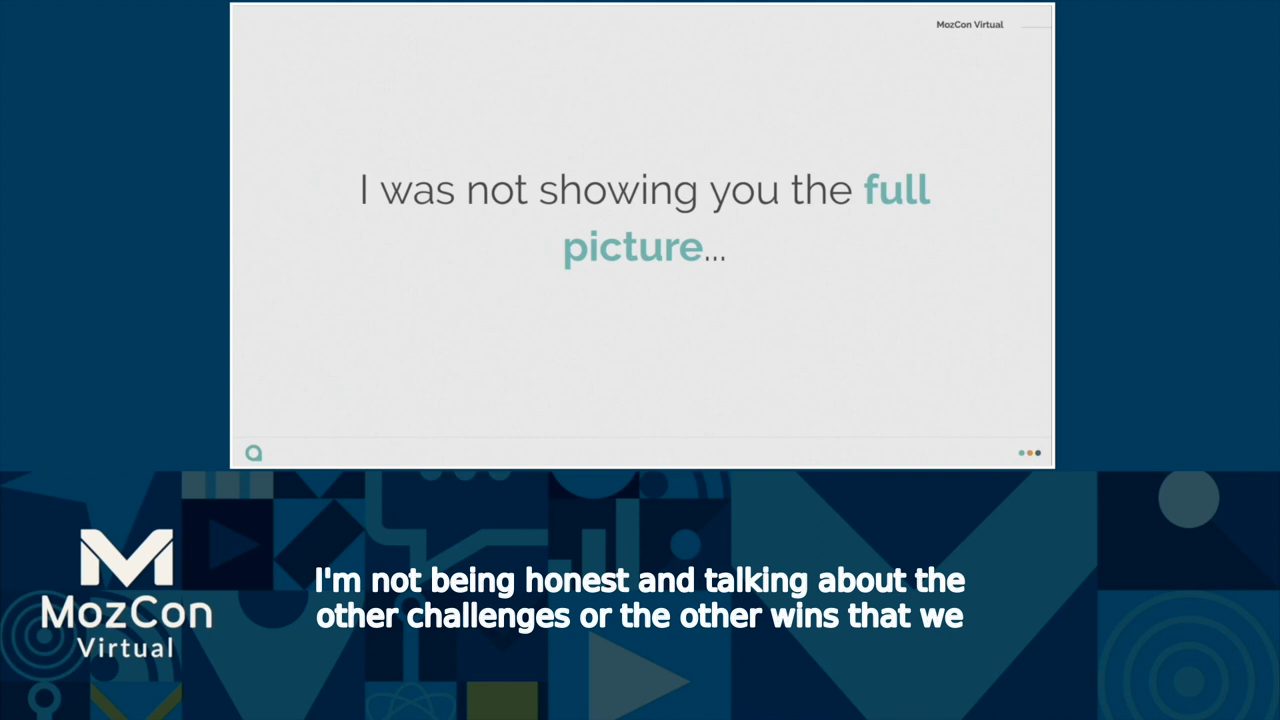 MozCon Virtual
I was not showing you the full
picture...
I'm not being honest and talking about the
other challenges or the other wins that we
MozCon
Virtual